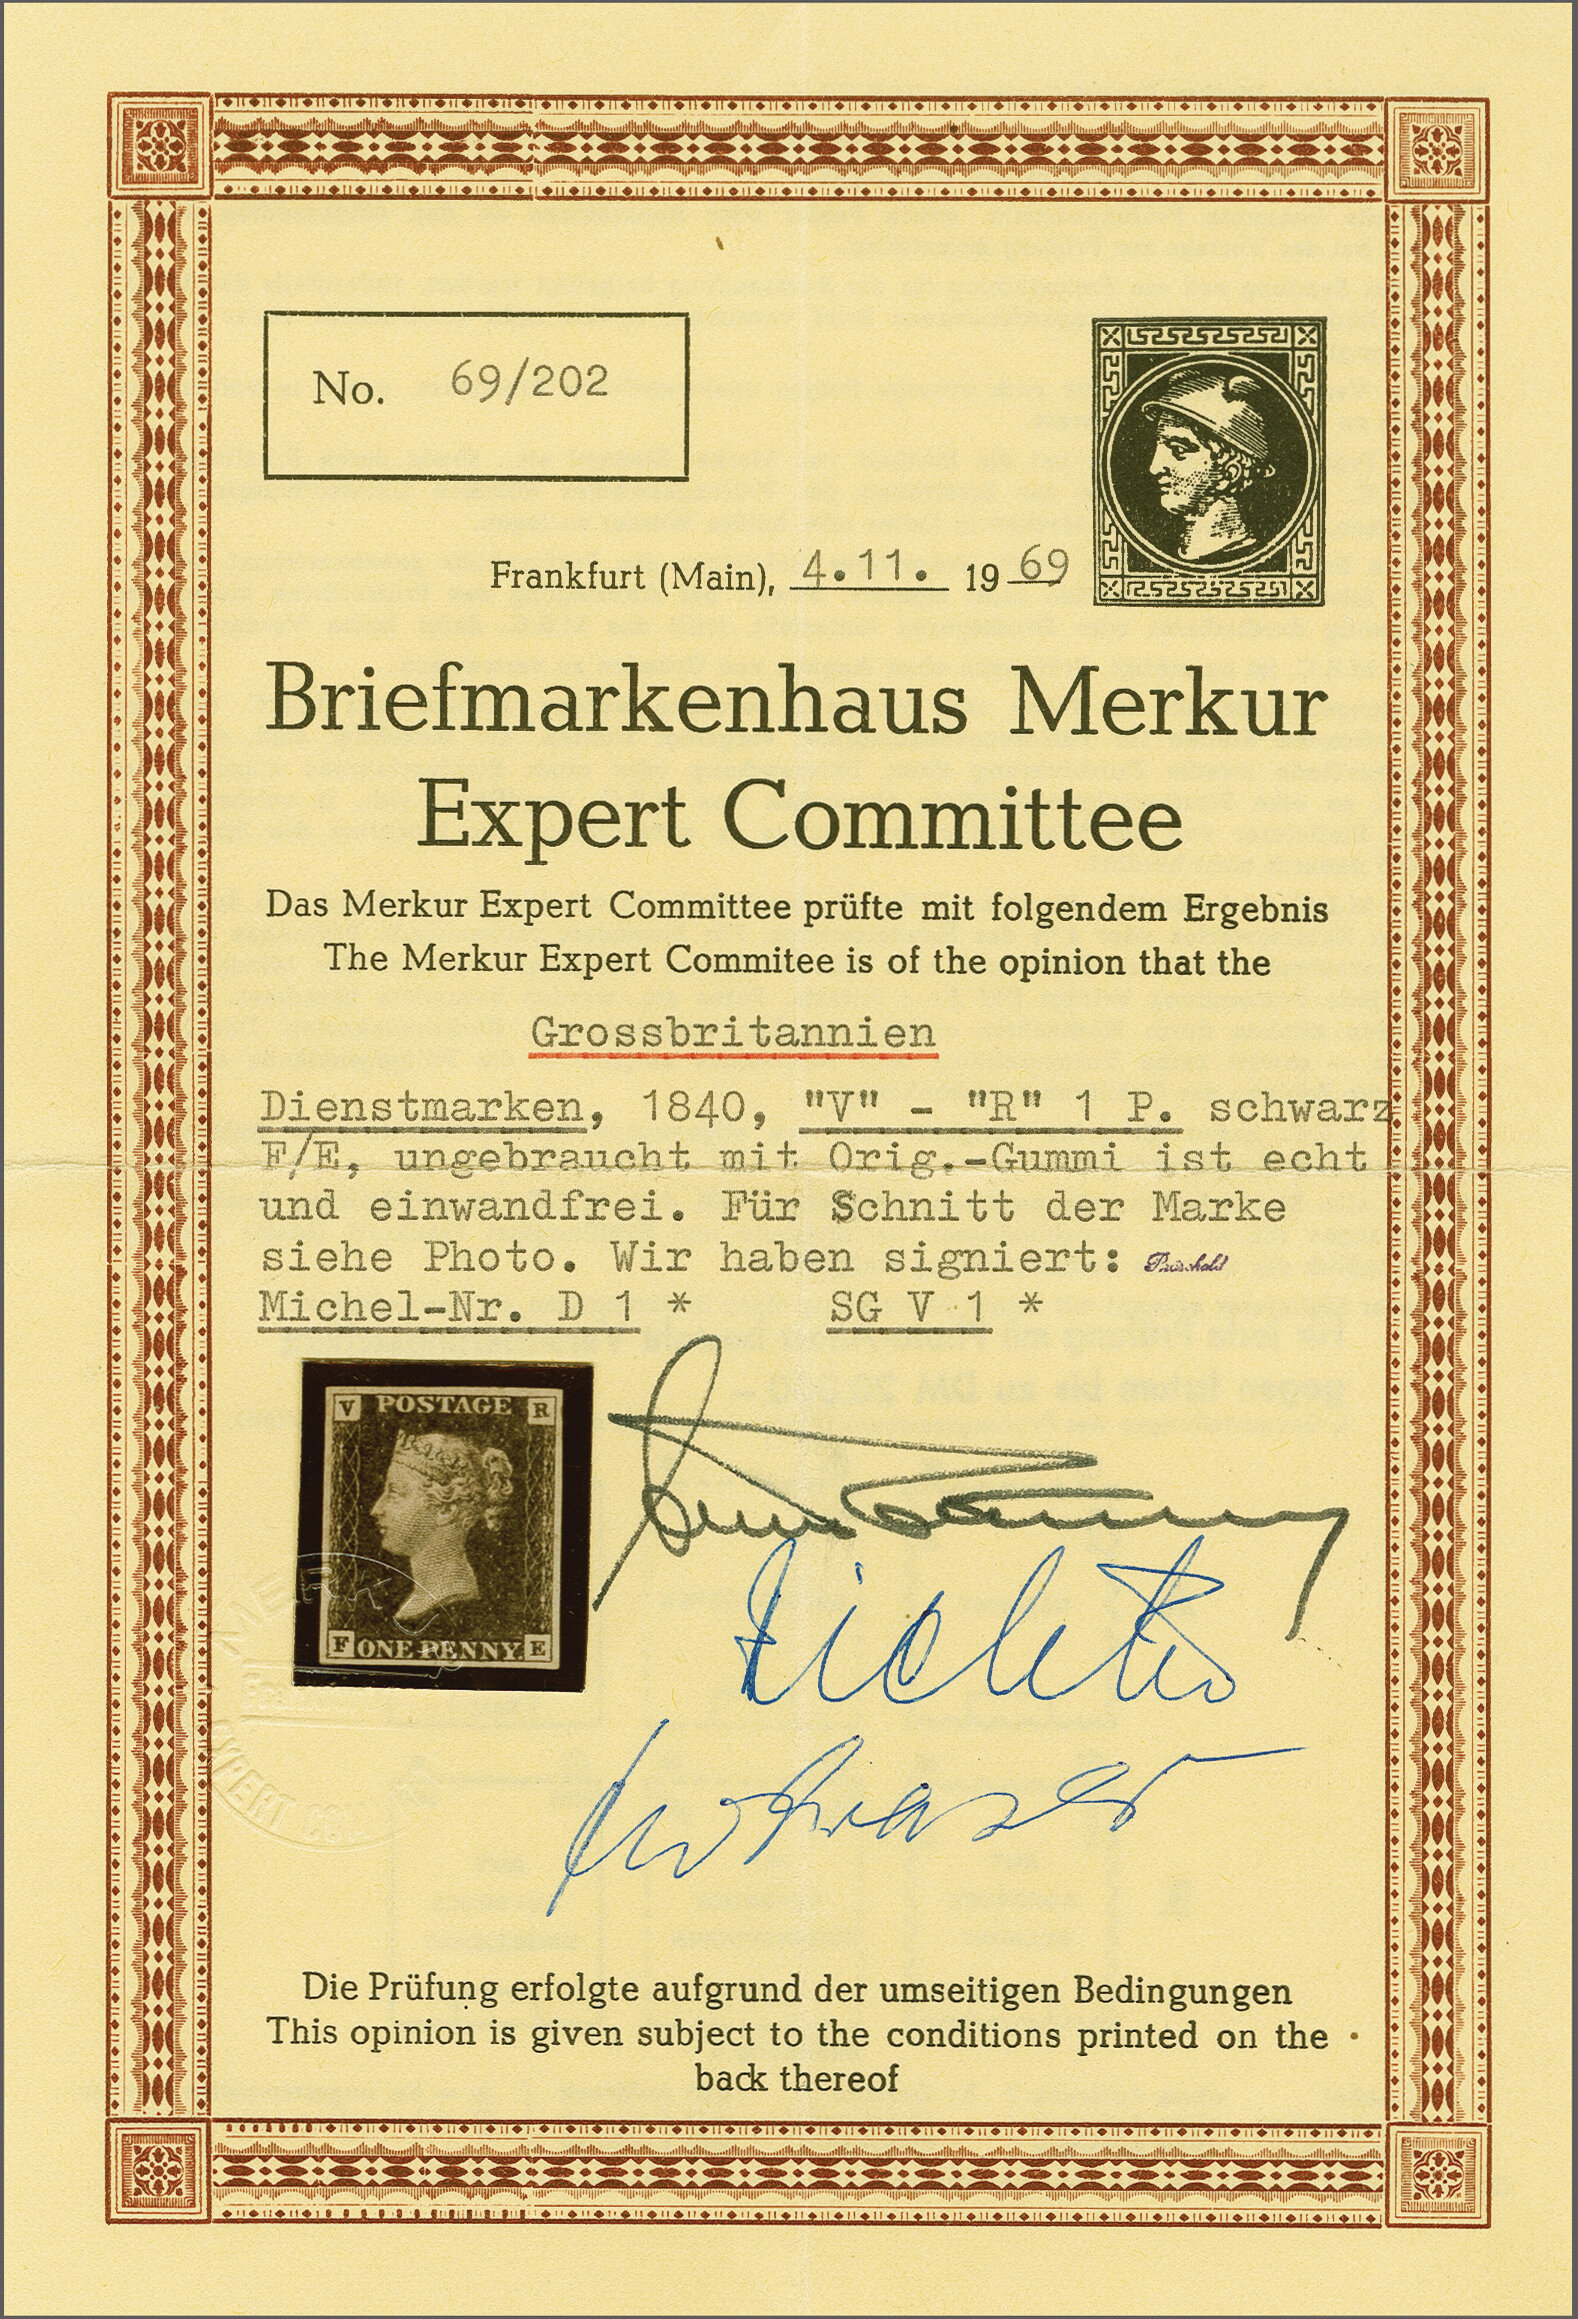 No. 69/202
Frankfurt (Main), 4.11. 19 69
Briefmarkenhaus Merkur
Expert Committee
Das Merkur Expert Committee prüfte mit folgendem Ergebnis
The Merkur Expert Commitee is of the opinion that the
Grossbritannien
Dienstmarken, 1840, "V" - "R" 1 P. schwarz
F/E, ungebraucht mit Orig.-Gummi ist echt
und einwandfrei. Für Schnitt der Marke
siehe Photo. Wir haben signiert:
Michel-Nr. D 1 * SG V 1 *
V POSTAGE R
F ONE PENNY. E
MERK
EXPERT
Die Prüfung erfolgte aufgrund der umseitigen Bedingungen
This opinion is given subject to the conditions printed on the
back thereof